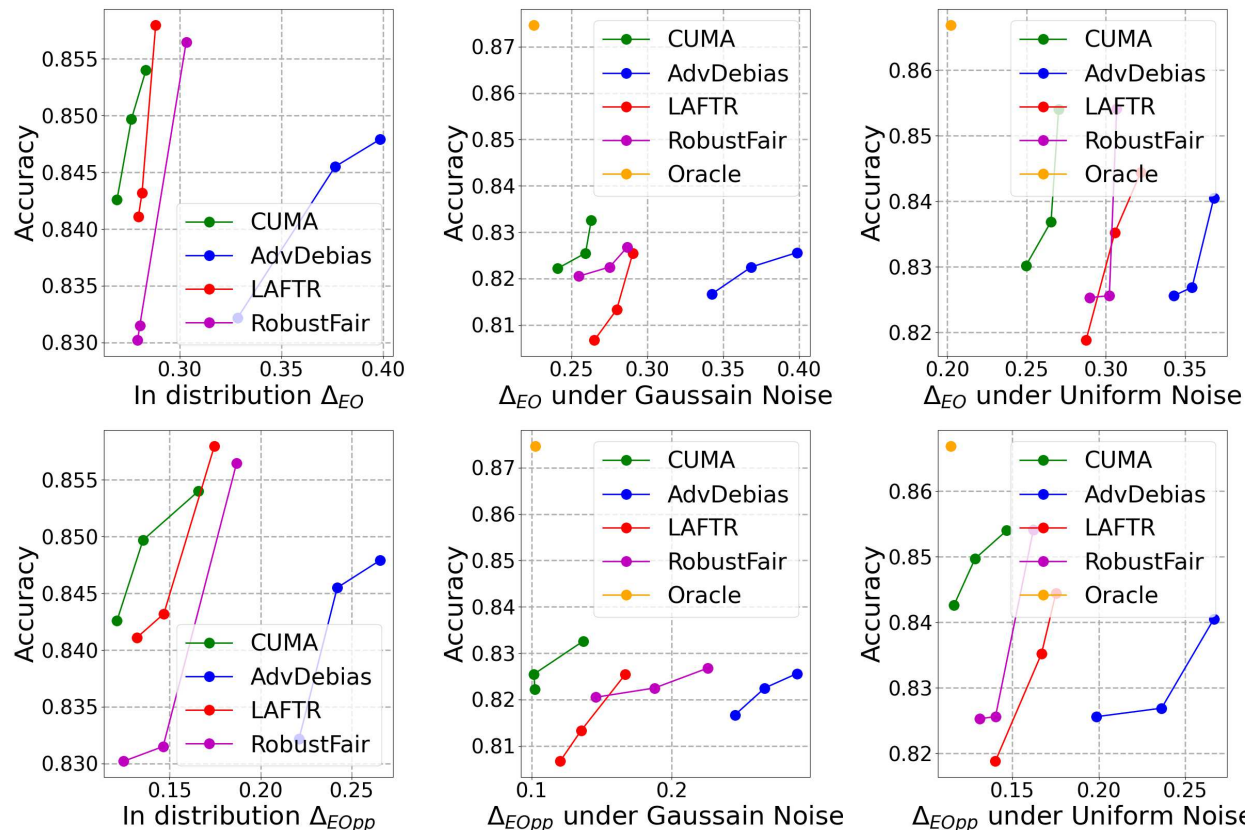 0.855
0.850
0.845
0.840
0.835
0.830
Accuracy
0.30
0.35
0.40
In distribution Δ_EO
CUMA
AdvDebias
LAFTR
RobustFair
0.87
0.86
0.85
0.84
0.83
0.82
0.81
Accuracy
0.25
0.30
0.35
0.40
Δ_EO under Gaussain Noise
CUMA
AdvDebias
LAFTR
RobustFair
Oracle
0.86
0.85
0.84
0.83
0.82
Accuracy
0.20
0.25
0.30
0.35
Δ_EO under Uniform Noise
CUMA
AdvDebias
LAFTR
RobustFair
Oracle
0.855
0.850
0.845
0.840
0.835
0.830
Accuracy
0.15
0.20
0.25
In distribution Δ_EOpp
CUMA
AdvDebias
LAFTR
RobustFair
0.87
0.86
0.85
0.84
0.83
0.82
0.81
Accuracy
0.1
0.2
Δ_EOpp under Gaussain Noise
CUMA
AdvDebias
LAFTR
RobustFair
Oracle
0.86
0.85
0.84
0.83
0.82
Accuracy
0.15
0.20
0.25
Δ_EOpp under Uniform Noise
CUMA
AdvDebias
LAFTR
RobustFair
Oracle